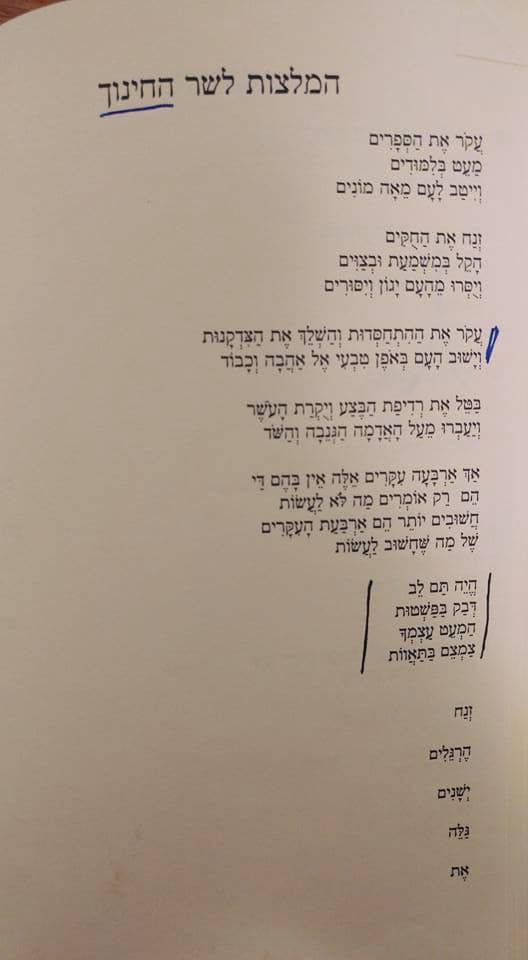 המלצות לשר החינוך
עֲקֹר אֶת הַסְּפָרִים
מַעֵט בְּלִמּוּדִים
וְיִיטַב לָעָם מֵאָה מוֹנִים
זְנַח אֶת הַחֻקִּים
הָקֵל בְּמִשְׁמַעַת וּבְצַוִּים
וְיֻסְּרוּ מֵהָעָם יָגוֹן וְיִסּוּרִים
עֲקֹר אֶת הַהִתְחַסְּדוּת וְהַשְׁלֵךְ אֶת הַצִּדְקָנוּת
וְיָשׁוּב הָעָם בְּאֹפֶן טִבְעִי אֶל אַהֲבָה וְכָבוֹד
בַּטֵּל אֶת רְדִיפַת הַבֶּצַע וְיֻקְרַת הָעֹשֶׁר
וְיֵעַבְרוּ מֵעַל הָאֲדָמָה הַגְּנֵבָה וְהַשֹּׁד
אַךְ אַרְבָּעָה עִקָּרִים אֵלֶּה אֵין בָּהֶם דַּי
הֵם רַק אוֹמְרִים מַה לֹּא לַעֲשׂוֹת
חֲשׁוּבִים יוֹתֵר הֵם אַרְבַּעַת הָעִקָּרִים
שֶׁל מַה שֶּׁחָשׁוּב לַעֲשׂוֹת
הֱיֵה תַּם לֵב
דְּבַק בַּפַּשְׁטוּת
הַמְעֵט עַצְמְךָ
צַמְצֵם בַּתַּאֲווֹת
זְנַח
הֶרְגֵּלִים
יְשָׁנִים
גַּלֵּה
אֶת